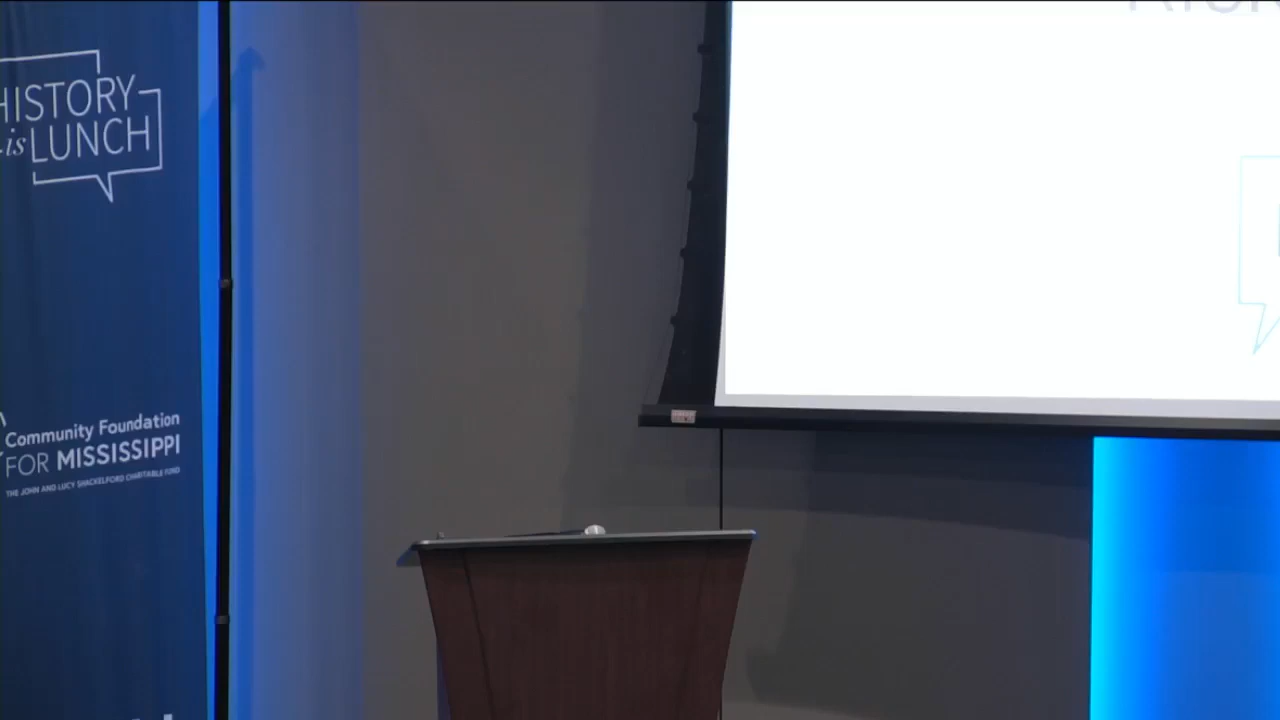 HISTORY
is LUNCH
Community Foundation
FOR MISSISSIPPI
THE JOHN AND LUCY SHACKELFORD CHARITABLE FUND